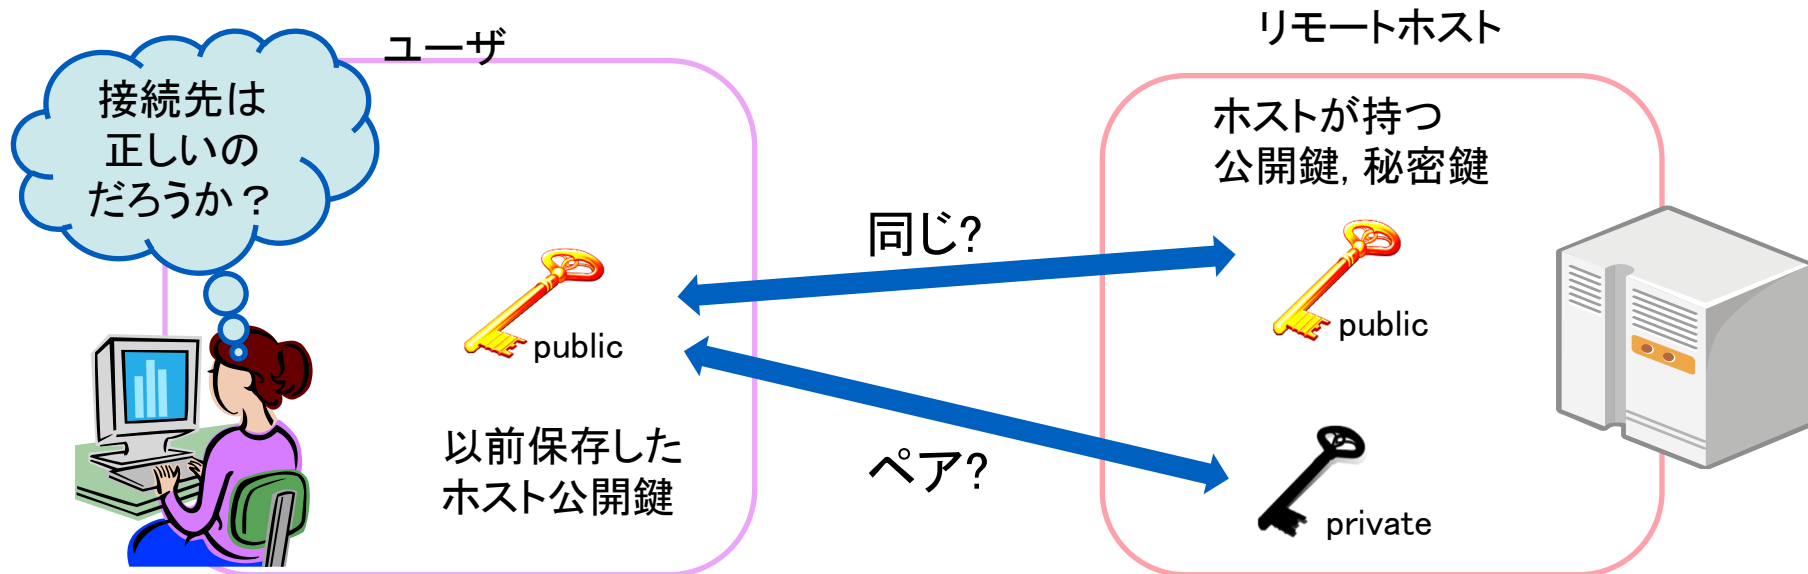 ユーザ
リモートホスト
接続先は
正しいの
だろうか？
ホストが持つ
公開鍵, 秘密鍵
同じ?
public
public
以前保存した
ホスト公開鍵
ペア?
private